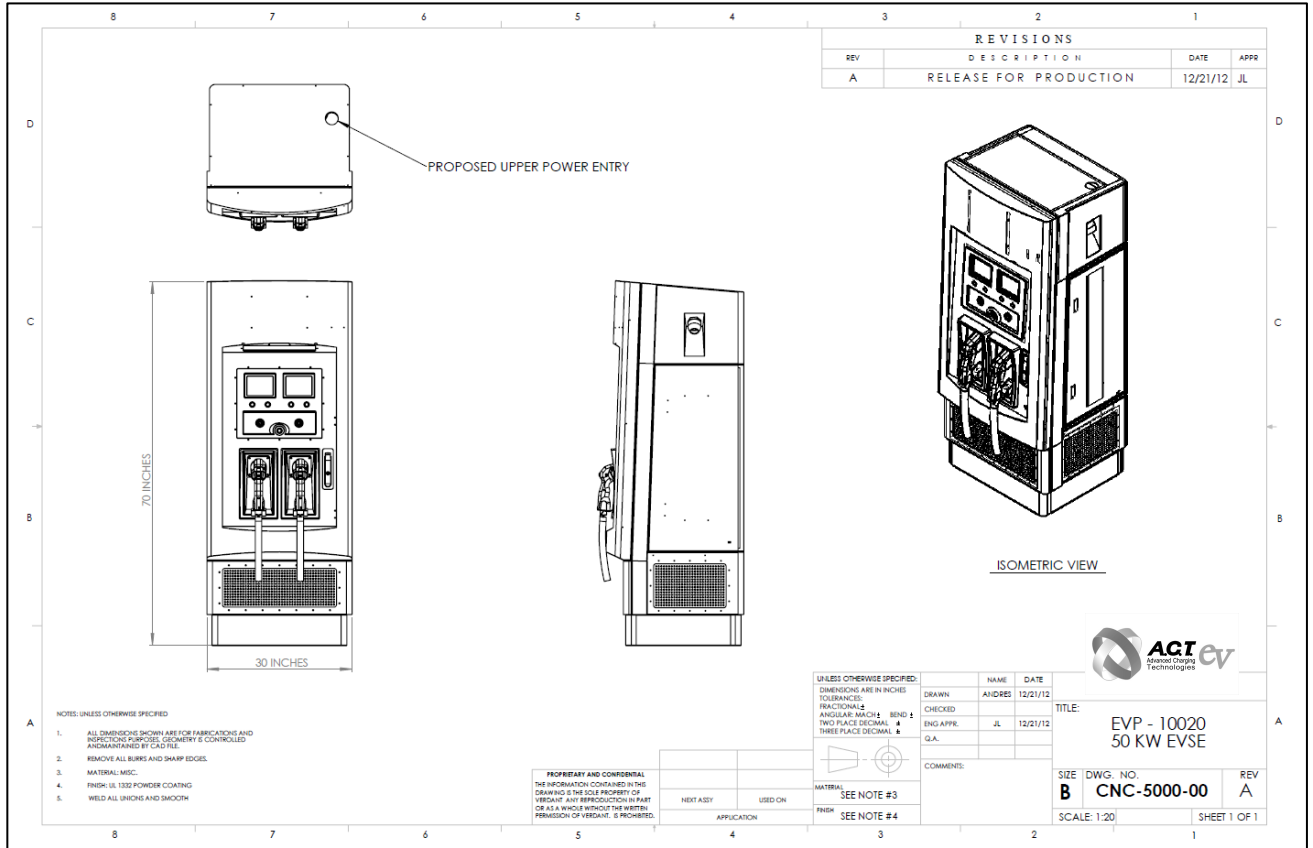 8 7 6 5 4 3 2 1
REVISIONS
REV DESCRIPTION DATE APPR
A RELEASE FOR PRODUCTION 12/21/12 JL
D D
PROPOSED UPPER POWER ENTRY
C C
70 INCHES
B B
ISOMETRIC VIEW
30 INCHES
A.C.T ev
Advanced Charging
Technologies
A A
NOTES: UNLESS OTHERWISE SPECIFIED
1. ALL DIMENSIONS SHOWN ARE FOR FABRICATIONS AND
INSPECTIONS PURPOSES, GEOMETRY IS CONTROLLED
ANDMAINTAINED BY CAD FILE.
2. REMOVE ALL BURRS AND SHARP EDGES.
3. MATERIAL: MISC.
4. FINISH: UL 1332 POWDER COATING
5. WELD ALL UNIONS AND SMOOTH
PROPRIETARY AND CONFIDENTIAL
THE INFORMATION CONTAINED IN THIS
DRAWING IS THE SOLE PROPERTY OF
VERDANT. ANY REPRODUCTION IN PART
OR AS A WHOLE WITHOUT THE WRITTEN
PERMISSION OF VERDANT. IS PROHIBITED.
NEXT ASSY USED ON
APPLICATION
UNLESS OTHERWISE SPECIFIED:
DIMENSIONS ARE IN INCHES
TOLERANCES:
FRACTIONAL±
ANGULAR: MACH± BEND ±
TWO PLACE DECIMAL ±
THREE PLACE DECIMAL ±
MATERIAL
SEE NOTE #3
FINISH
SEE NOTE #4
NAME DATE
DRAWN ANDRES 12/21/12
CHECKED
ENG APPR. JL 12/21/12
Q.A.
COMMENTS:
TITLE:
EVP - 10020
50 KW EVSE
SIZE DWG. NO. REV
B CNC-5000-00 A
SCALE: 1:20 SHEET 1 OF 1
8 7 6 5 4 3 2 1